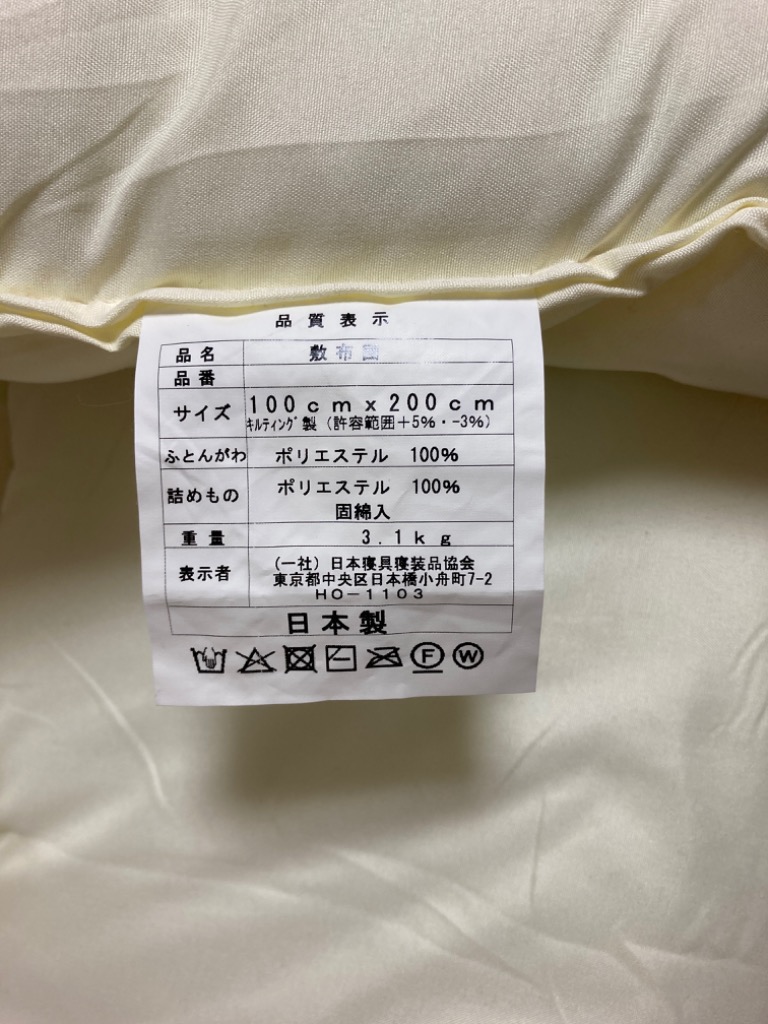 品質表示
品名 敷布団
品番
サイズ 100cm×200cm
ｷﾙﾃｨﾝｸﾞ製（許容範囲＋5%・-3%）
ふとんがわ ポリエステル 100%
詰めもの ポリエステル 100%
固綿入
重量 3.1kg
表示者 （一社）日本寝具寝装品協会
東京都中央区日本橋小舟町7-2
HO－1103
日本製
F W